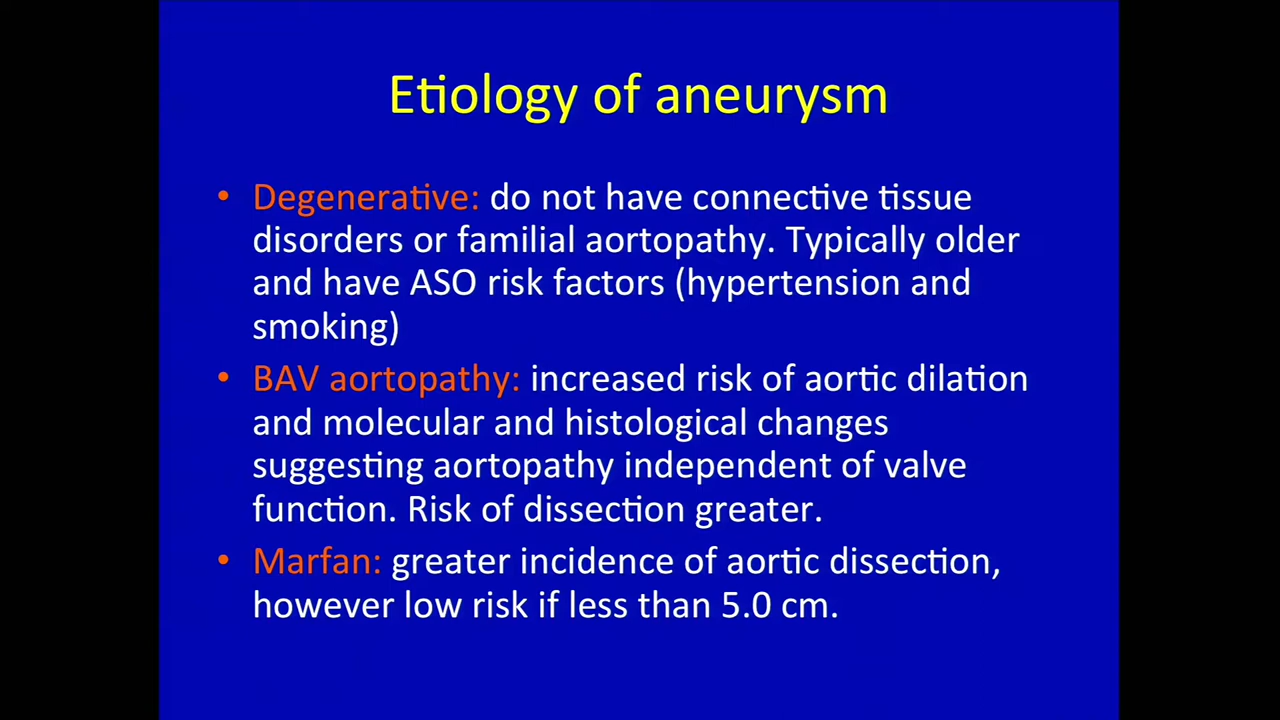 Etiology of aneurysm
• Degenerative: do not have connective tissue
disorders or familial aortopathy. Typically older
and have ASO risk factors (hypertension and
smoking)
• BAV aortopathy: increased risk of aortic dilation
and molecular and histological changes
suggesting aortopathy independent of valve
function. Risk of dissection greater.
• Marfan: greater incidence of aortic dissection,
however low risk if less than 5.0 cm.